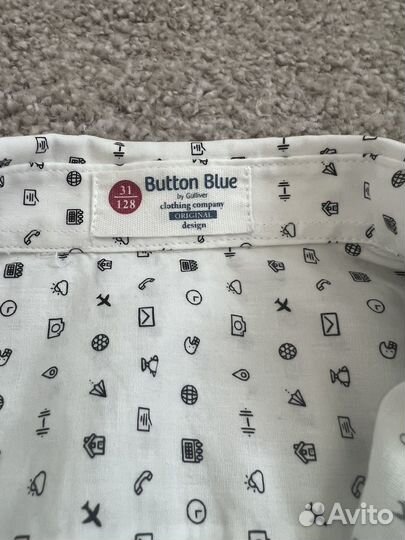 31
128
Button Blue
by Gulliver
clothing company
ORIGINAL
design
Avito